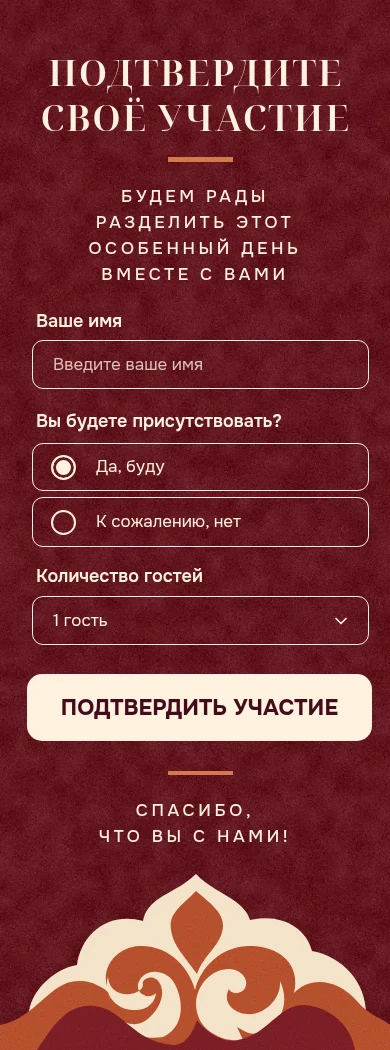 ПОДТВЕРДИТЕ
СВОЁ УЧАСТИЕ
БУДЕМ РАДЫ
РАЗДЕЛИТЬ ЭТОТ
ОСОБЕННЫЙ ДЕНЬ
ВМЕСТЕ С ВАМИ
Ваше имя
Введите ваше имя
Вы будете присутствовать?
Да, буду
К сожалению, нет
Количество гостей
1 гость
ПОДТВЕРДИТЬ УЧАСТИЕ
СПАСИБО,
ЧТО ВЫ С НАМИ!